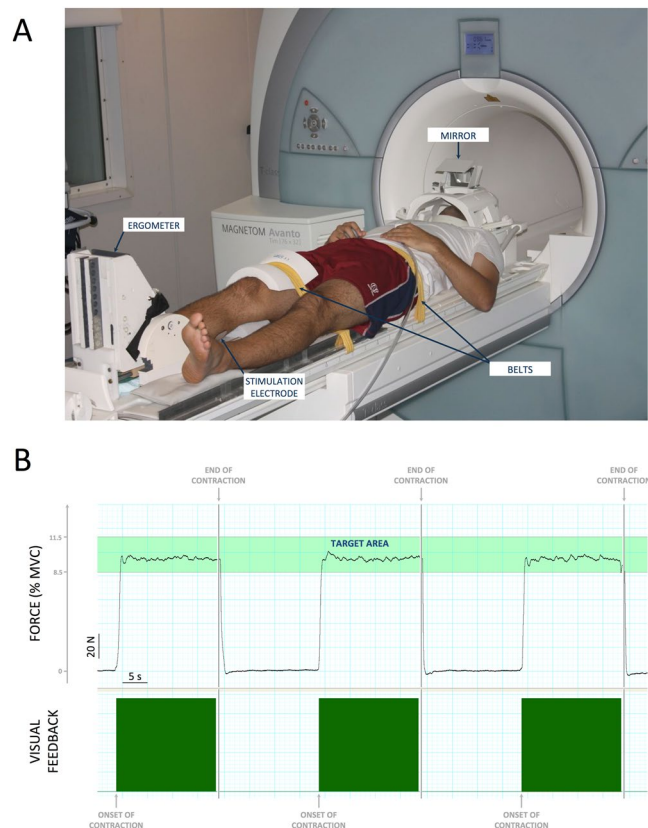 A
MIRROR
ERGOMETER
MAGNETOM Avanto
STIMULATION
ELECTRODE
BELTS
B
END OF
CONTRACTION
END OF
CONTRACTION
END OF
CONTRACTION
11.5
TARGET AREA
8.5
FORCE (% MVC)
20 N
0
5 s
VISUAL
FEEDBACK
ONSET OF
CONTRACTION
ONSET OF
CONTRACTION
ONSET OF
CONTRACTION